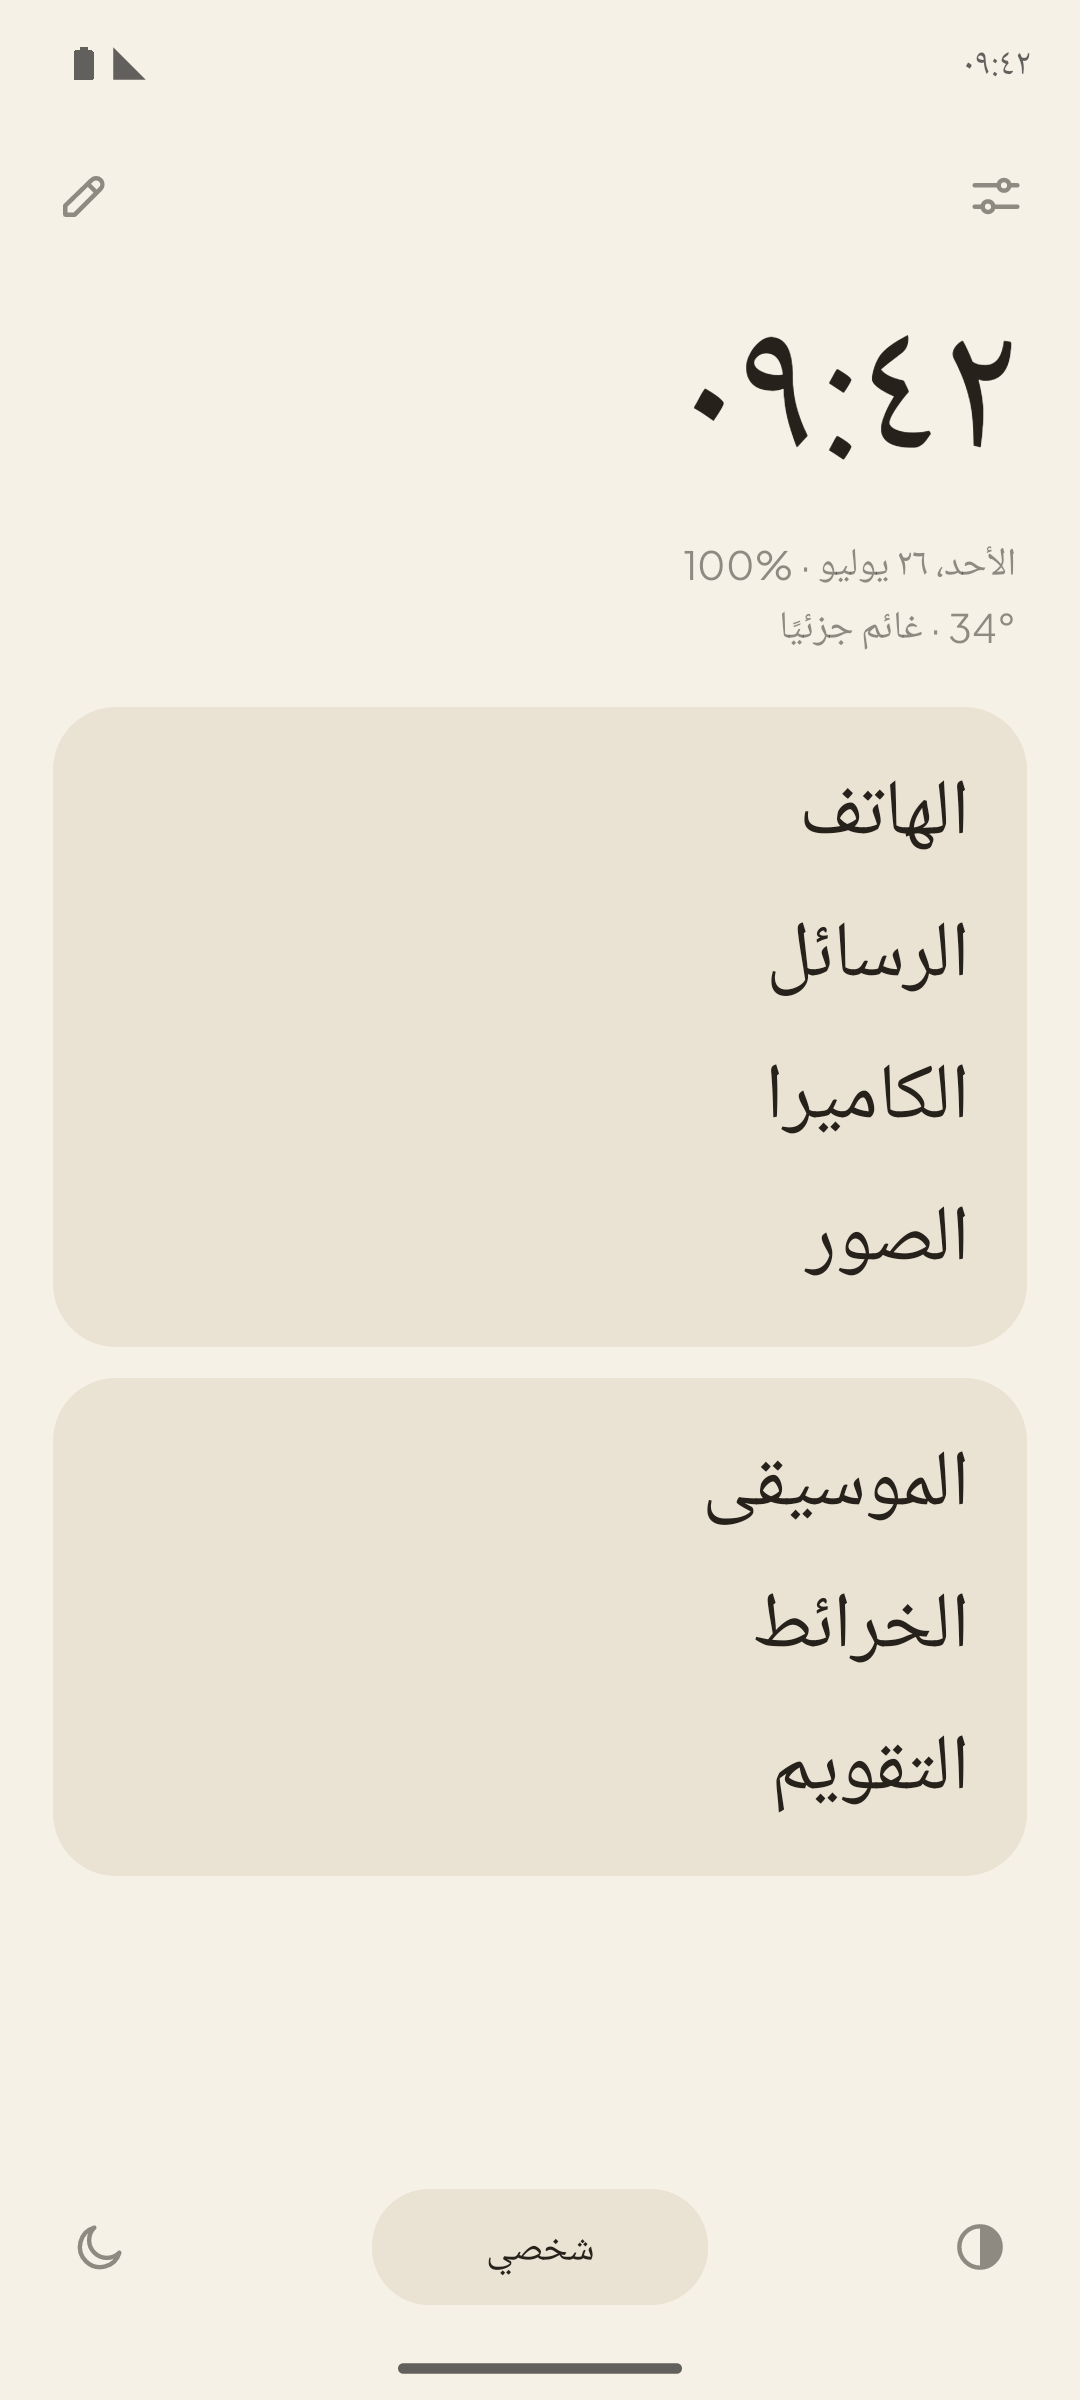 ٠٩:٤٢
٠٩:٤٢
الأحد، ٢٦ يوليو · 100%
34° · غائم جزئيًا
الهاتف
الرسائل
الكاميرا
الصور
الموسيقى
الخرائط
التقويم
شخصي